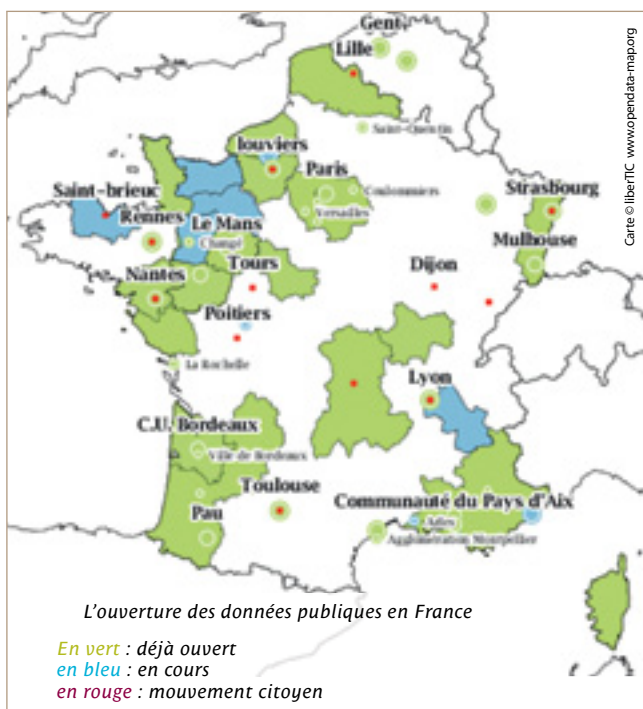 Gent
Lille
Saint-Quentin
louviers
Paris
Coulommiers
Versailles
Strasbourg
Saint-brieuc
Rennes
Le Mans
Changé
Mulhouse
Nantes
Tours
Dijon
Poitiers
La Rochelle
Lyon
C.U. Bordeaux
Ville de Bordeaux
Toulouse
Communauté du Pays d'Aix
Arles
Pau
Agglomération Montpellier
Carte © liberTIC www.opendata-map.org
L'ouverture des données publiques en France
En vert : déjà ouvert
en bleu : en cours
en rouge : mouvement citoyen